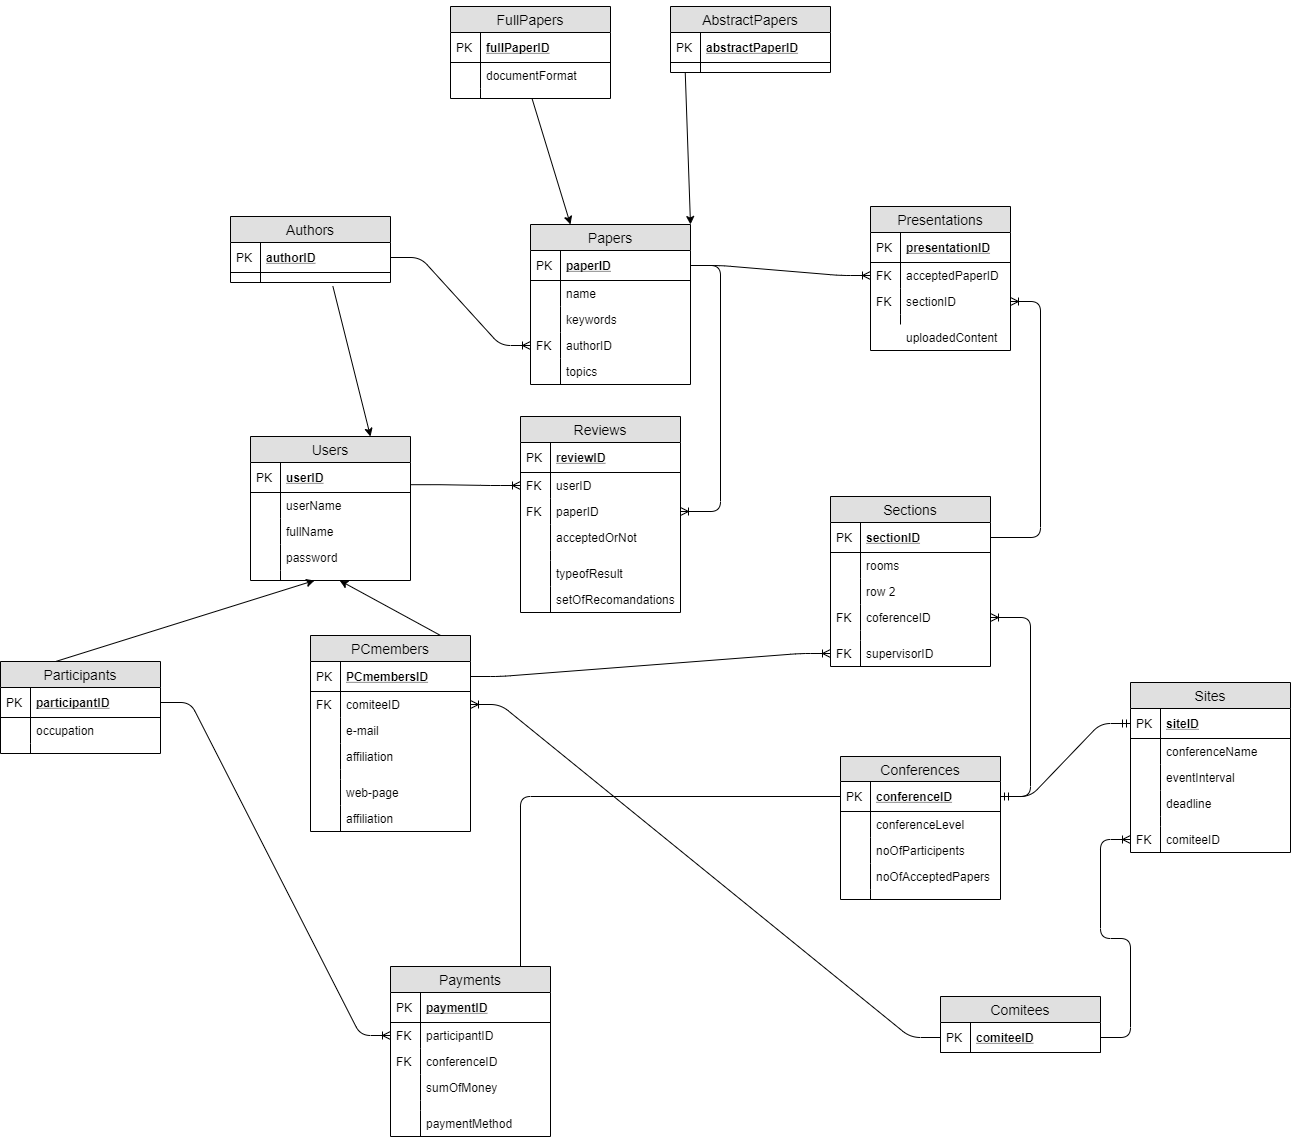 FullPapers
PK fullPaperID
documentFormat
AbstractPapers
PK abstractPaperID
Authors
PK authorID
Papers
PK paperID
name
keywords
FK authorID
topics
Presentations
PK presentationID
FK acceptedPaperID
FK sectionID
uploadedContent
Users
PK userID
userName
fullName
password
Reviews
PK reviewID
FK userID
FK paperID
acceptedOrNot
typeofResult
setOfRecomandations
Sections
PK sectionID
rooms
row 2
FK coferenceID
FK supervisorID
Participants
PK participantID
occupation
PCmembers
PK PCmembersID
FK comiteeID
e-mail
affiliation
web-page
affiliation
Sites
PK siteID
conferenceName
eventInterval
deadline
FK comiteeID
Conferences
PK conferenceID
conferenceLevel
noOfParticipents
noOfAcceptedPapers
Payments
PK paymentID
FK participantID
FK conferenceID
sumOfMoney
paymentMethod
Comitees
PK comiteeID